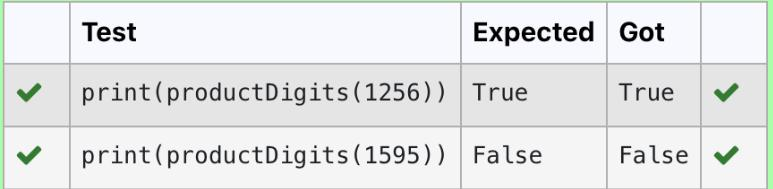 Test Expected Got
print(productDigits(1256)) True True
print(productDigits(1595)) False False